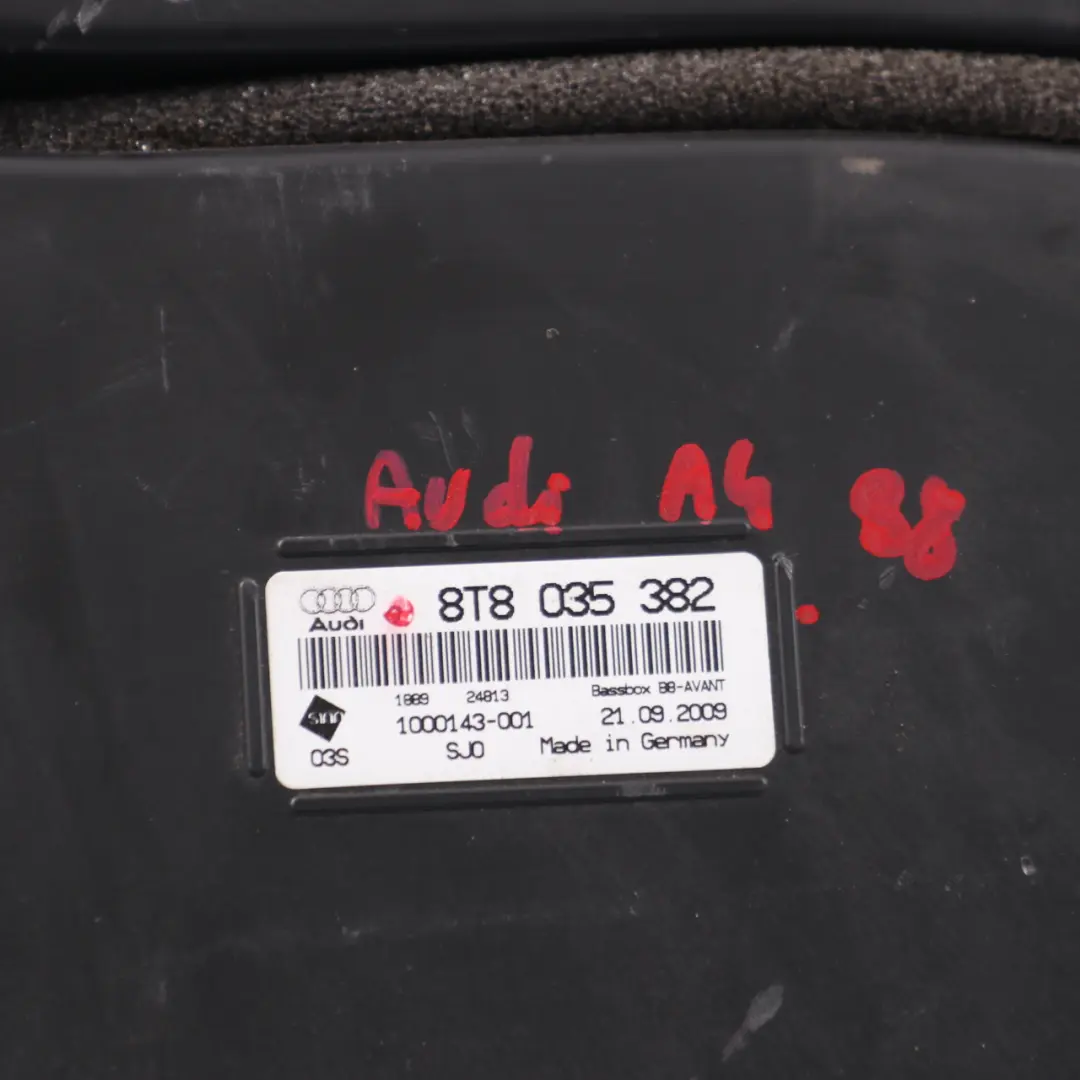 Audi A4 B8
Audi 8T8 035 382
1889 24813 Bassbox B8-AVANT
1000143-001 21.09.2009
03S SJ0 Made in Germany